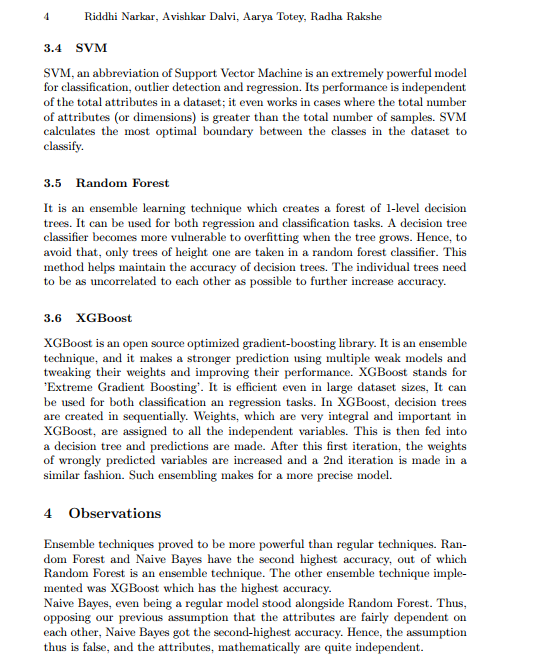 4 Riddhi Narkar, Avishkar Dalvi, Aarya Totey, Radha Rakshe
3.4 SVM
SVM, an abbreviation of Support Vector Machine is an extremely powerful model
for classification, outlier detection and regression. Its performance is independent
of the total attributes in a dataset; it even works in cases where the total number
of attributes (or dimensions) is greater than the total number of samples. SVM
calculates the most optimal boundary between the classes in the dataset to
classify.
3.5 Random Forest
It is an ensemble learning technique which creates a forest of 1-level decision
trees. It can be used for both regression and classification tasks. A decision tree
classifier becomes more vulnerable to overfitting when the tree grows. Hence, to
avoid that, only trees of height one are taken in a random forest classifier. This
method helps maintain the accuracy of decision trees. The individual trees need
to be as uncorrelated to each other as possible to further increase accuracy.
3.6 XGBoost
XGBoost is an open source optimized gradient-boosting library. It is an ensemble
technique, and it makes a stronger prediction using multiple weak models and
tweaking their weights and improving their performance. XGBoost stands for
'Extreme Gradient Boosting'. It is efficient even in large dataset sizes, It can
be used for both classification an regression tasks. In XGBoost, decision trees
are created in sequentially. Weights, which are very integral and important in
XGBoost, are assigned to all the independent variables. This is then fed into
a decision tree and predictions are made. After this first iteration, the weights
of wrongly predicted variables are increased and a 2nd iteration is made in a
similar fashion. Such ensembling makes for a more precise model.
4 Observations
Ensemble techniques proved to be more powerful than regular techniques. Ran-
dom Forest and Naive Bayes have the second highest accuracy, out of which
Random Forest is an ensemble technique. The other ensemble technique imple-
mented was XGBoost which has the highest accuracy.
Naive Bayes, even being a regular model stood alongside Random Forest. Thus,
opposing our previous assumption that the attributes are fairly dependent on
each other, Naive Bayes got the second-highest accuracy. Hence, the assumption
thus is false, and the attributes, mathematically are quite independent.